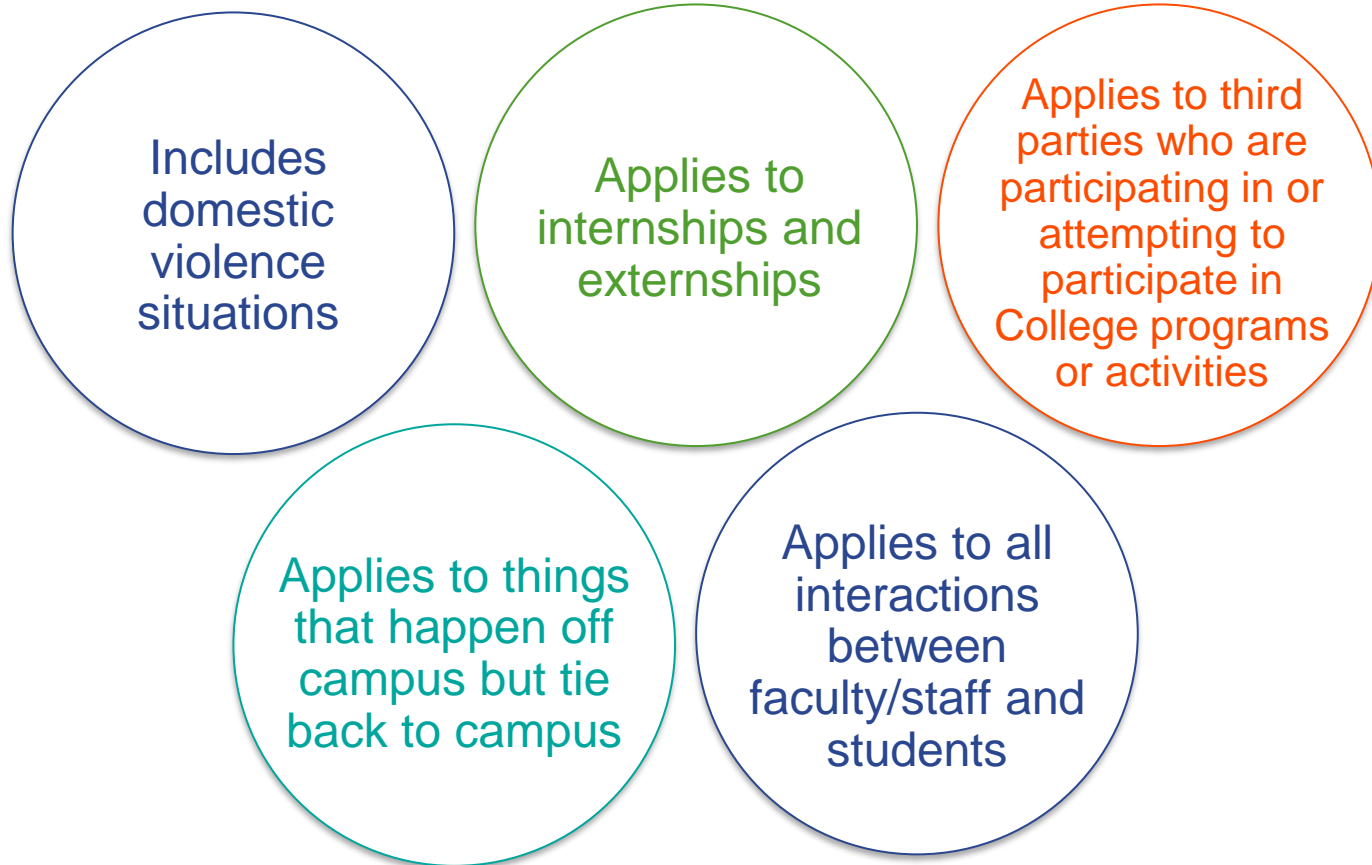 Includes
domestic
violence
situations
Applies to
internships and
externships
Applies to third
parties who are
participating in or
attempting to
participate in
College programs
or activities
Applies to things
that happen off
campus but tie
back to campus
Applies to all
interactions
between
faculty/staff and
students